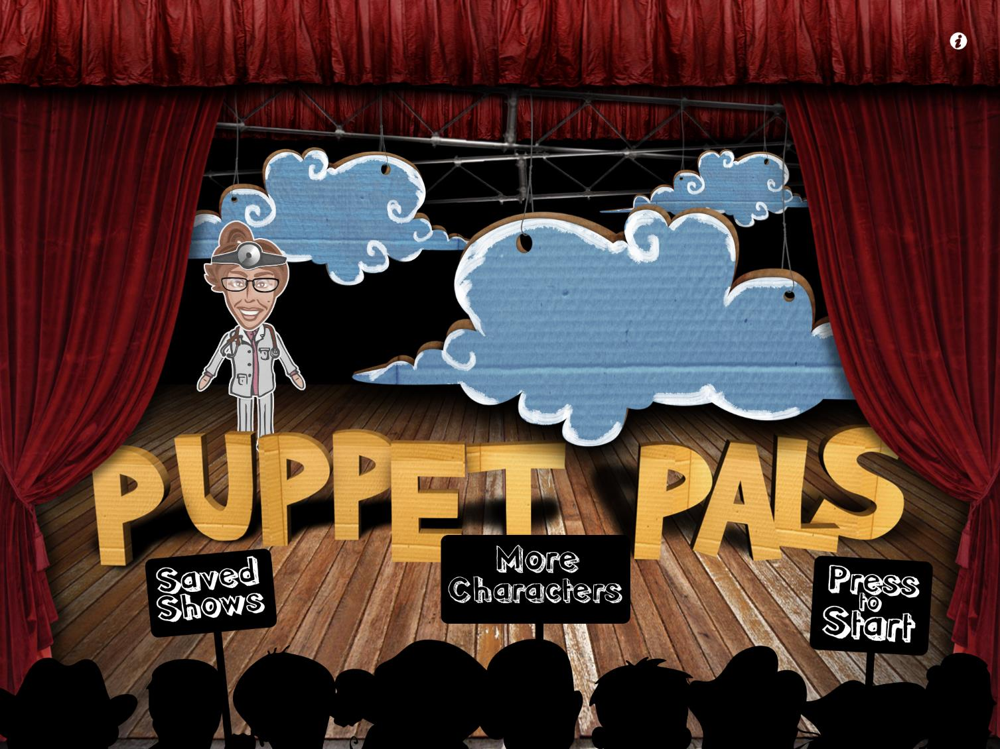 PUPPET PALS
Saved
Shows
More
Characters
Press
to
Start